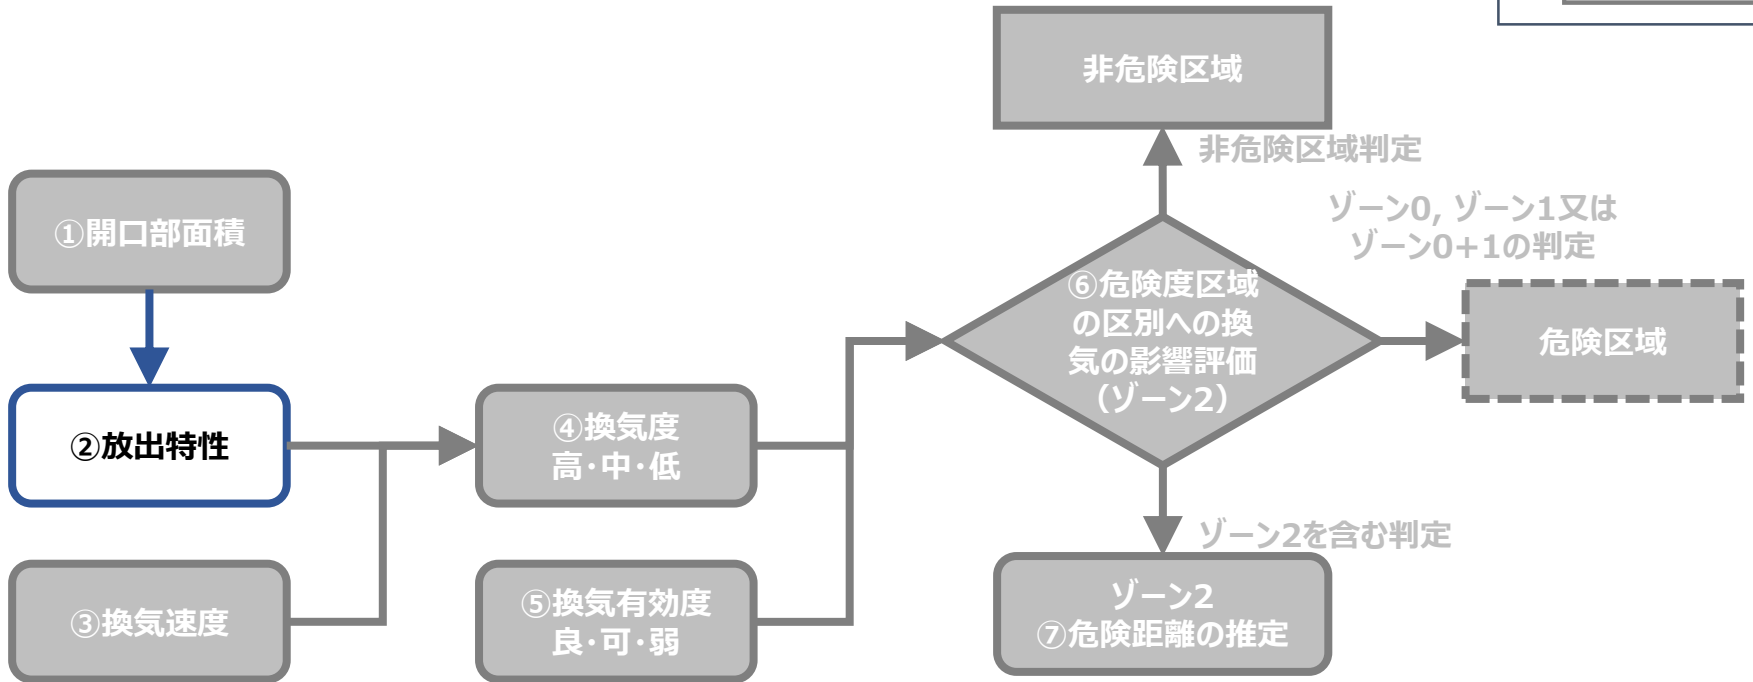 非危険区域
非危険区域判定
①開口部面積
ゾーン0, ゾーン1又は
ゾーン0+1の判定
⑥危険度区域
の区別への換
気の影響評価
（ゾーン2）
危険区域
②放出特性
④換気度
高・中・低
ゾーン2を含む判定
③換気速度
⑤換気有効度
良・可・弱
ゾーン2
⑦危険距離の推定